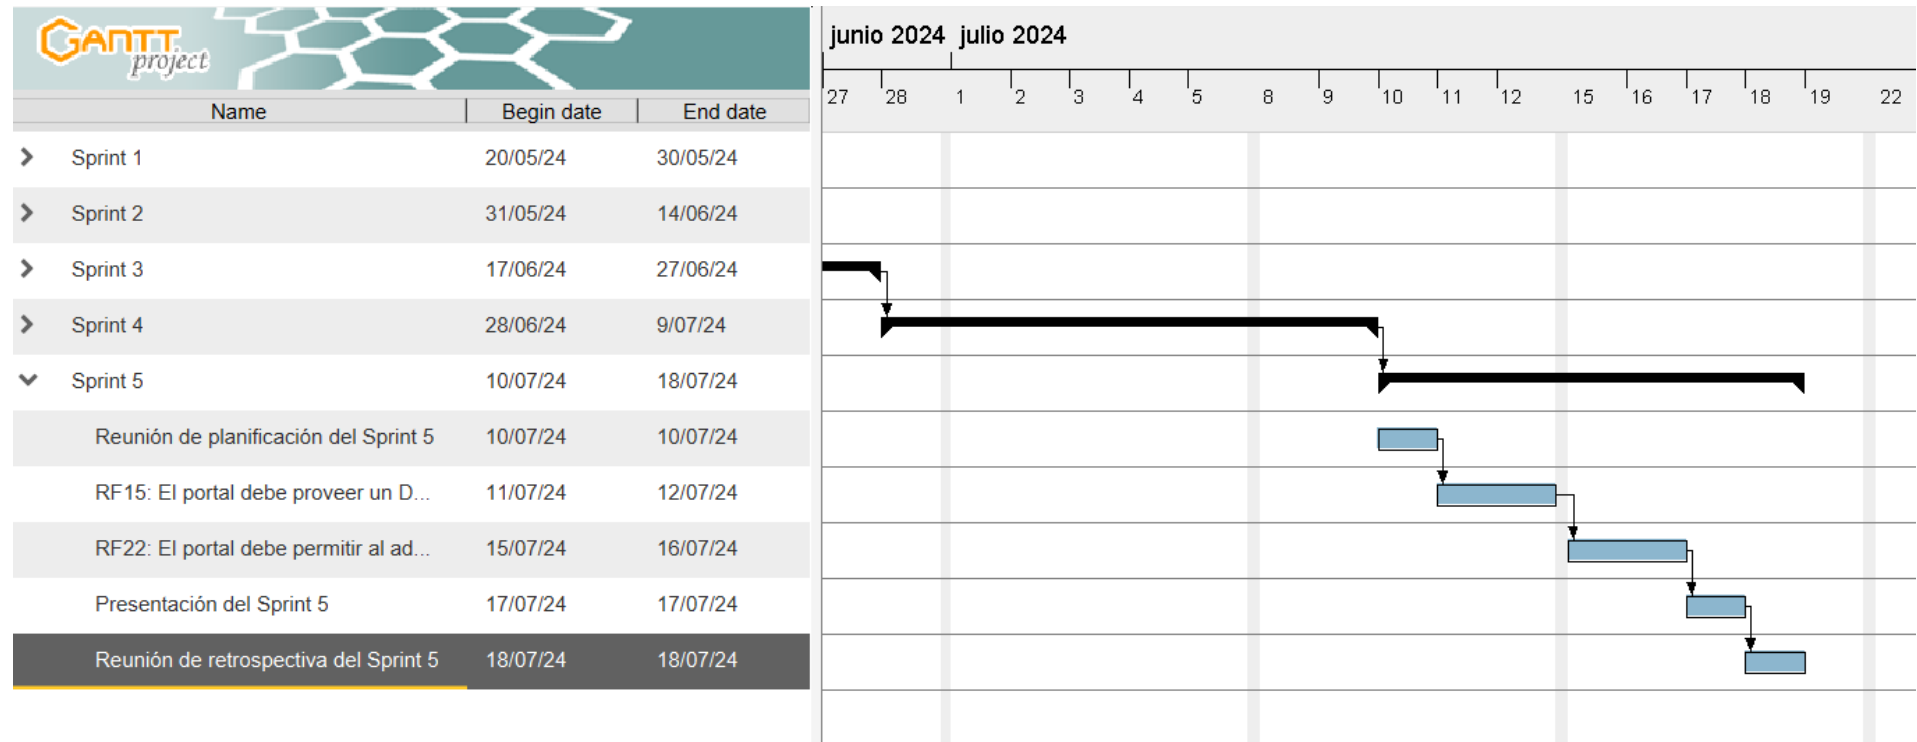 GANTT
project
junio 2024 julio 2024
27 28 1 2 3 4 5 8 9 10 11 12 15 16 17 18 19 22
Name Begin date End date
Sprint 1 20/05/24 30/05/24
Sprint 2 31/05/24 14/06/24
Sprint 3 17/06/24 27/06/24
Sprint 4 28/06/24 9/07/24
Sprint 5 10/07/24 18/07/24
Reunión de planificación del Sprint 5 10/07/24 10/07/24
RF15: El portal debe proveer un D... 11/07/24 12/07/24
RF22: El portal debe permitir al ad... 15/07/24 16/07/24
Presentación del Sprint 5 17/07/24 17/07/24
Reunión de retrospectiva del Sprint 5 18/07/24 18/07/24